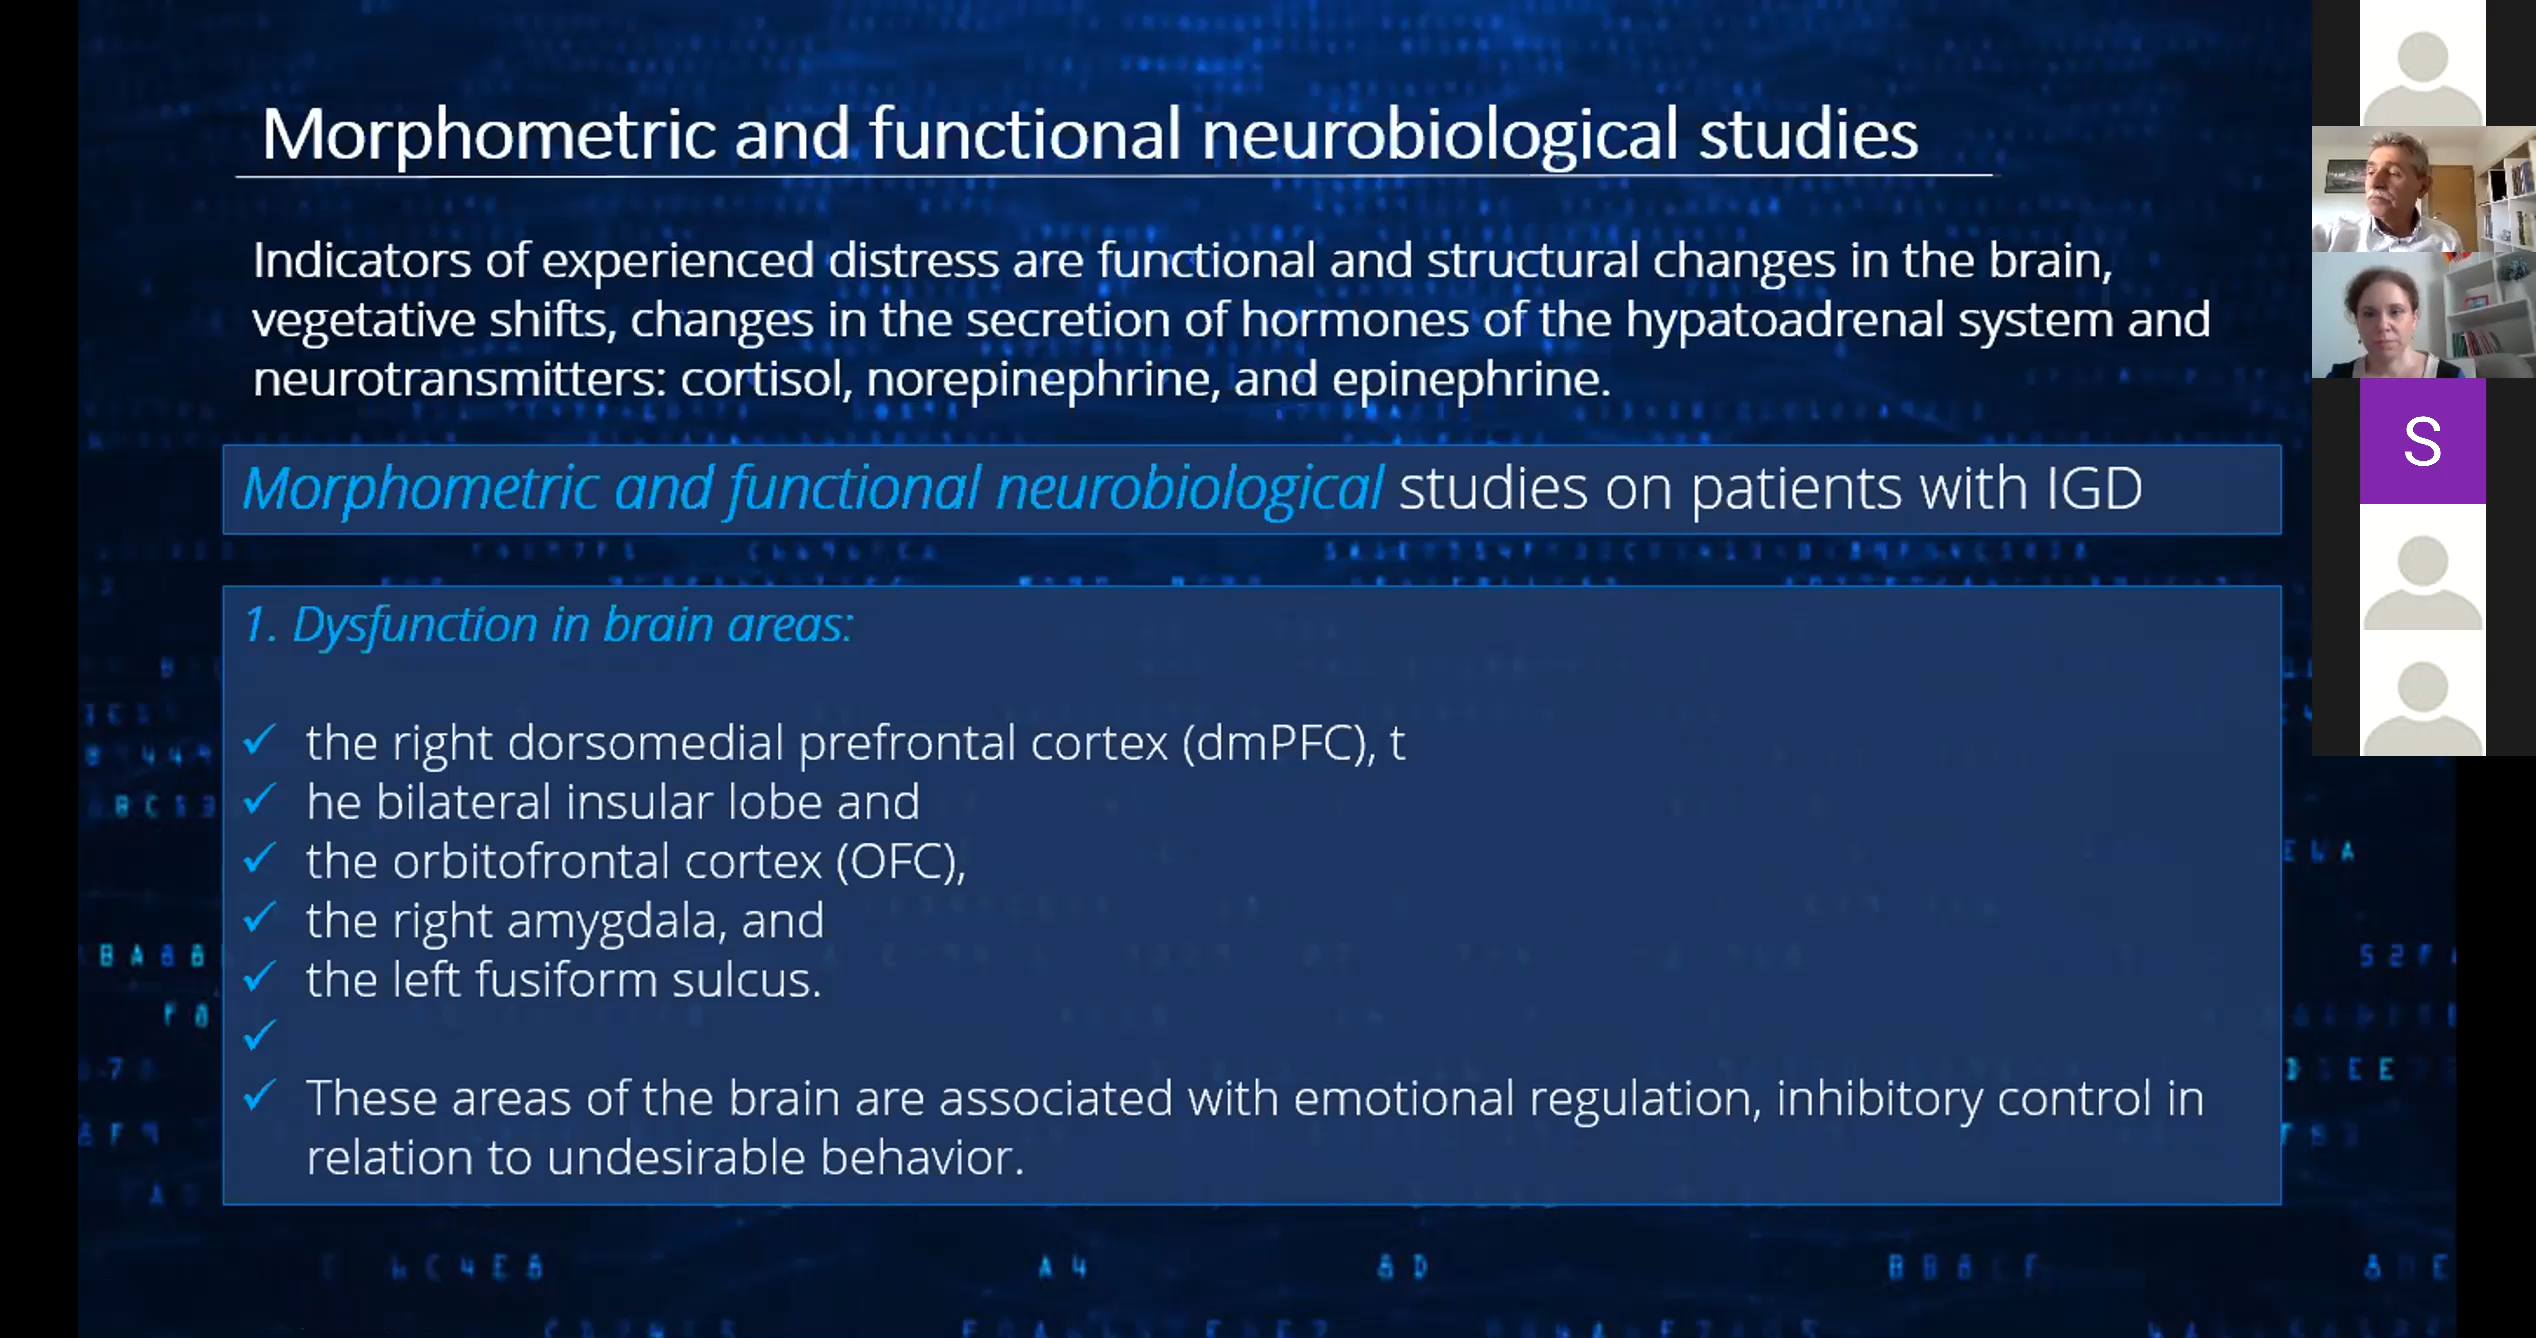 Morphometric and functional neurobiological studies
Indicators of experienced distress are functional and structural changes in the brain,
vegetative shifts, changes in the secretion of hormones of the hypatoadrenal system and
neurotransmitters: cortisol, norepinephrine, and epinephrine.
Morphometric and functional neurobiological studies on patients with IGD
1. Dysfunction in brain areas:
✓ the right dorsomedial prefrontal cortex (dmPFC), t
✓ he bilateral insular lobe and
✓ the orbitofrontal cortex (OFC),
✓ the right amygdala, and
✓ the left fusiform sulcus.
✓
✓ These areas of the brain are associated with emotional regulation, inhibitory control in
relation to undesirable behavior.
S